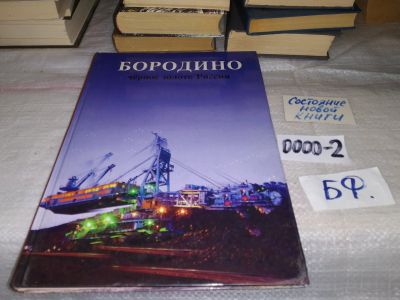 БОРОДИНО
чёрное золото России
Состояние
новой
книги
0000-2
БФ.